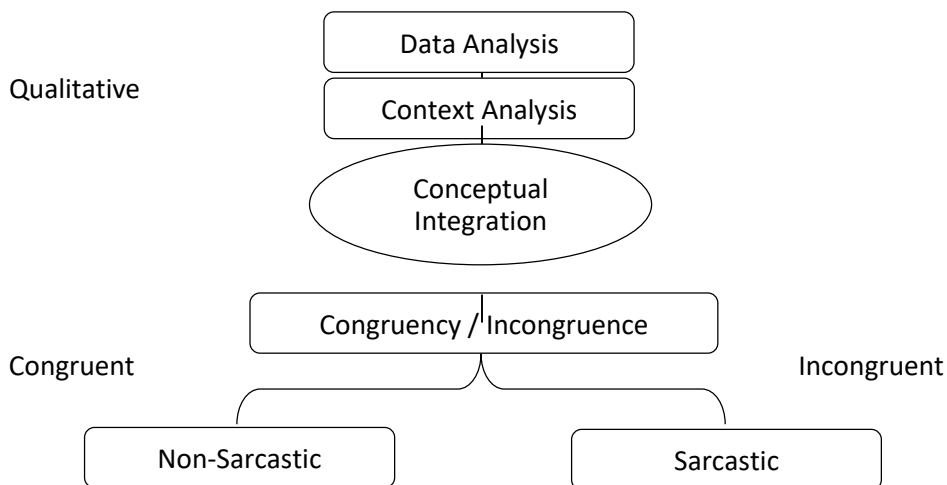 Data Analysis
Qualitative
Context Analysis
Conceptual
Integration
Congruency / Incongruence
Congruent
Incongruent
Non-Sarcastic
Sarcastic